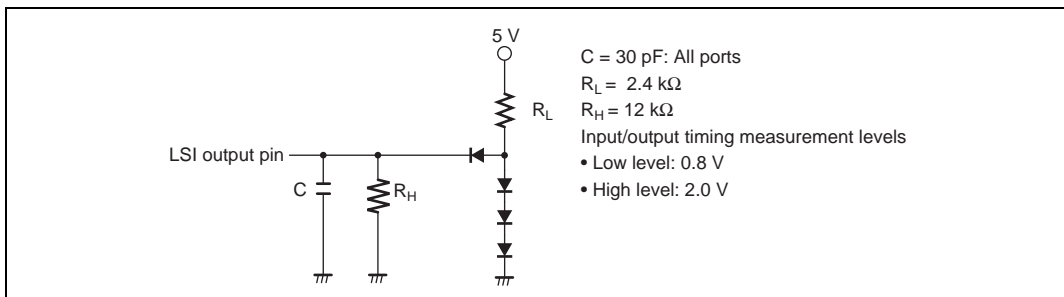 5 V
C = 30 pF: All ports
R_L = 2.4 kΩ
R_H = 12 kΩ
Input/output timing measurement levels
• Low level: 0.8 V
• High level: 2.0 V
R_L
LSI output pin
C
R_H